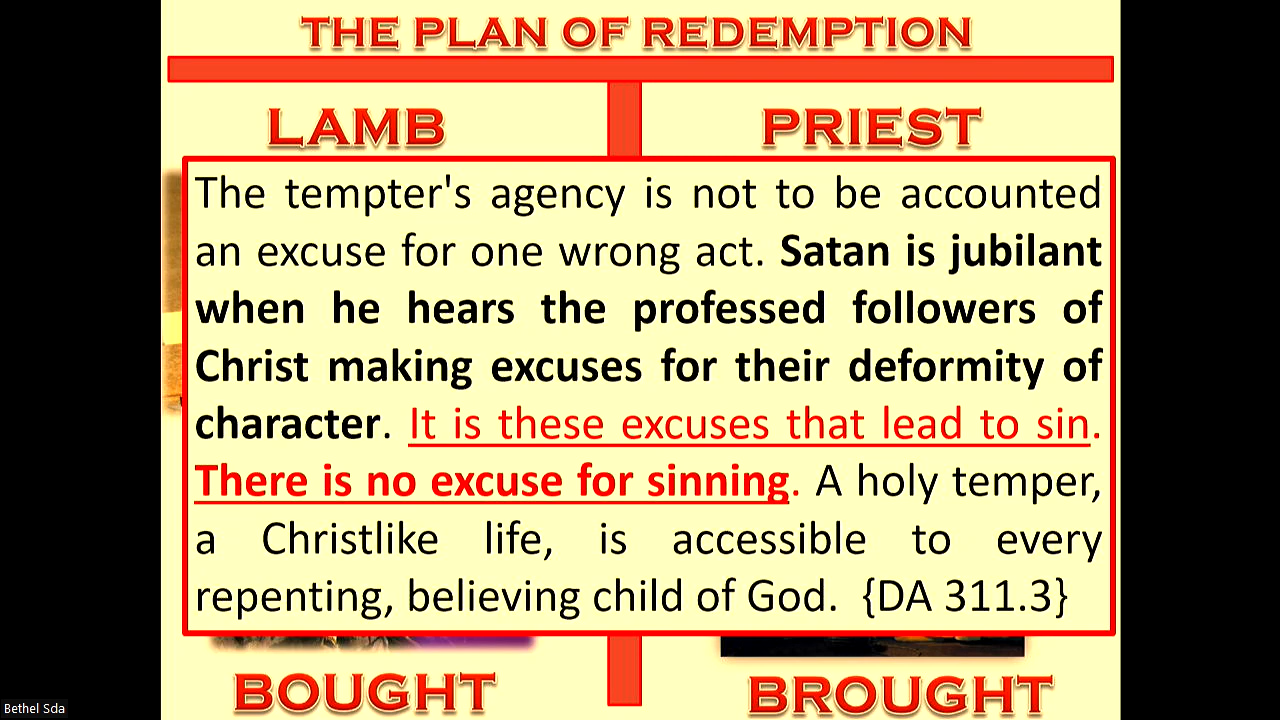 THE PLAN OF REDEMPTION
LAMB
PRIEST
The tempter's agency is not to be accounted
an excuse for one wrong act. Satan is jubilant
when he hears the professed followers of
Christ making excuses for their deformity of
character. It is these excuses that lead to sin.
There is no excuse for sinning. A holy temper,
a Christlike life, is accessible to every
repenting, believing child of God. {DA 311.3}
BOUGHT
BROUGHT
Bethel Sda